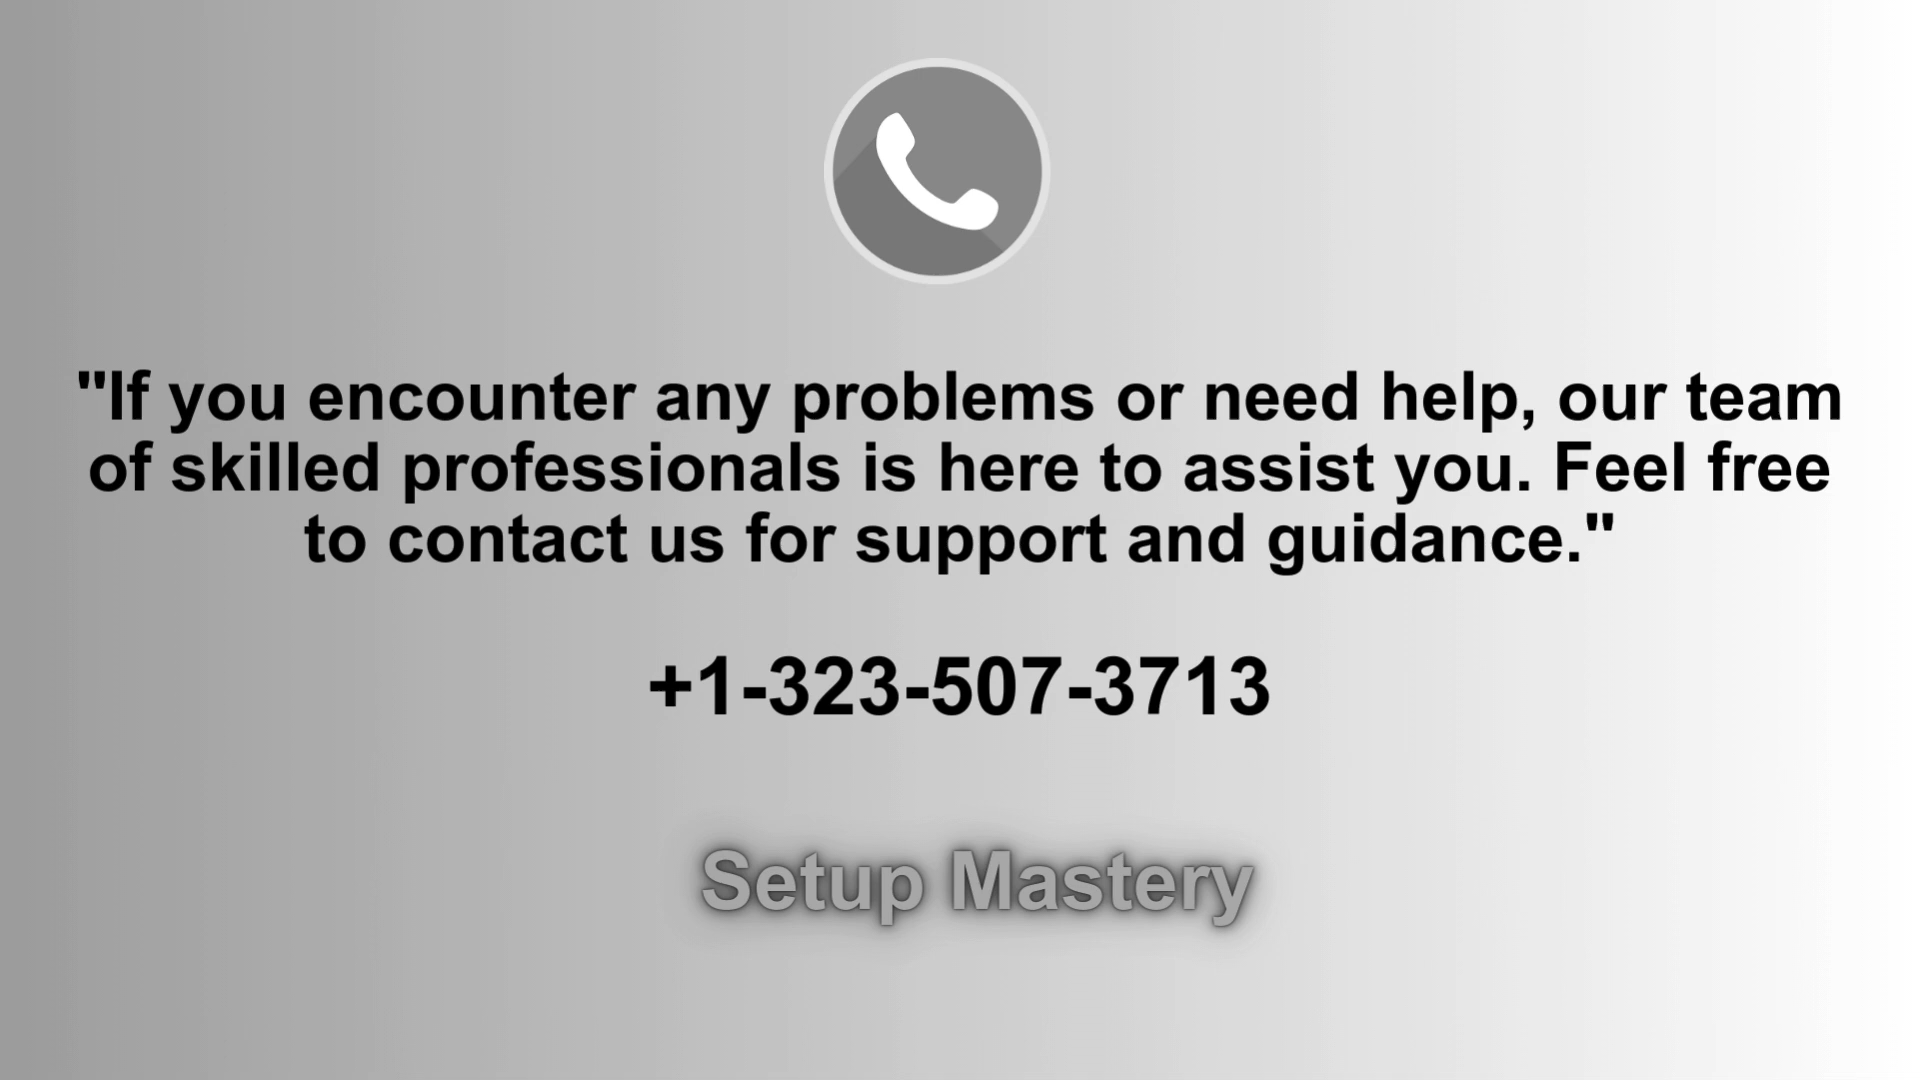 "If you encounter any problems or need help, our team
of skilled professionals is here to assist you. Feel free
to contact us for support and guidance."
+1-323-507-3713
Setup Mastery